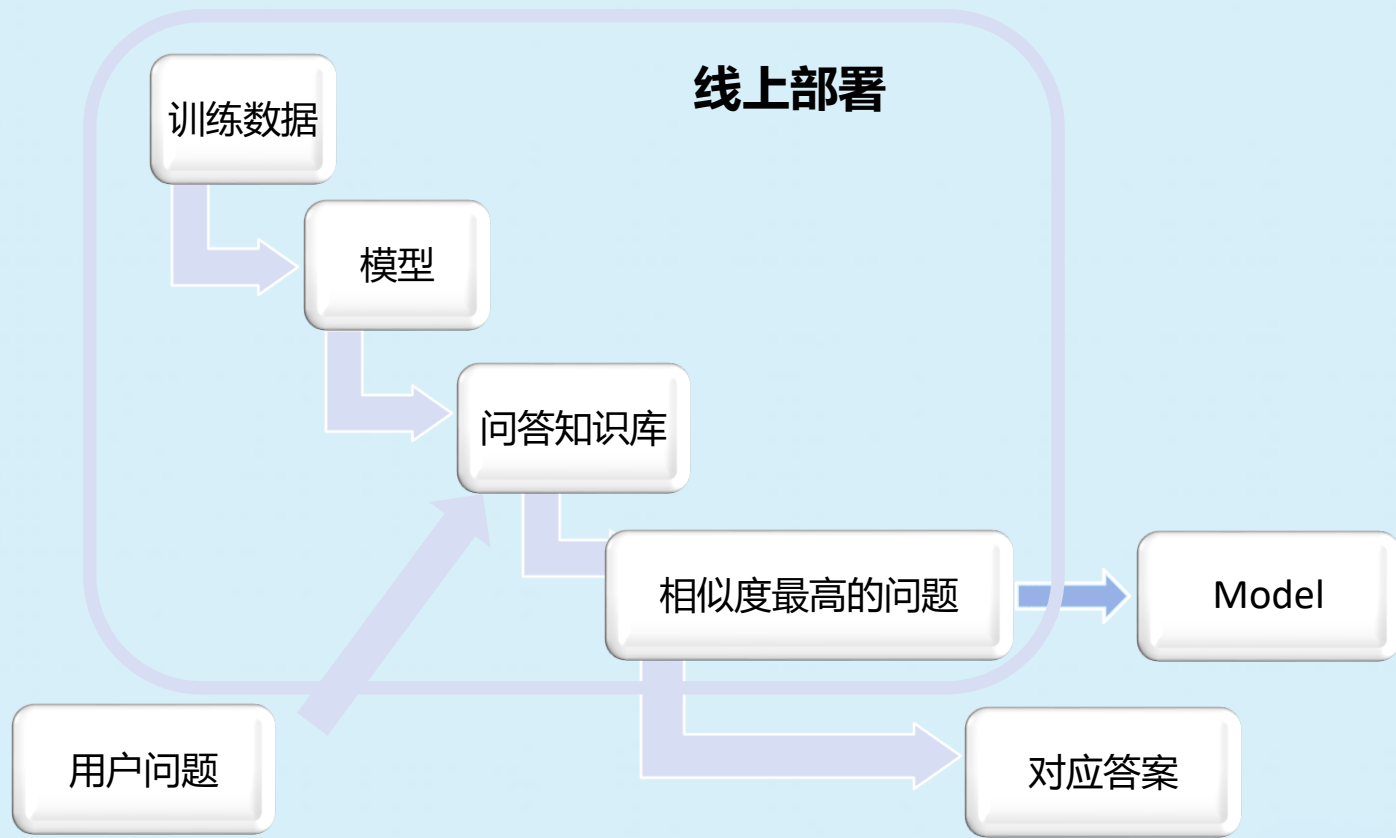 线上部署
训练数据
模型
问答知识库
相似度最高的问题
Model
用户问题
对应答案